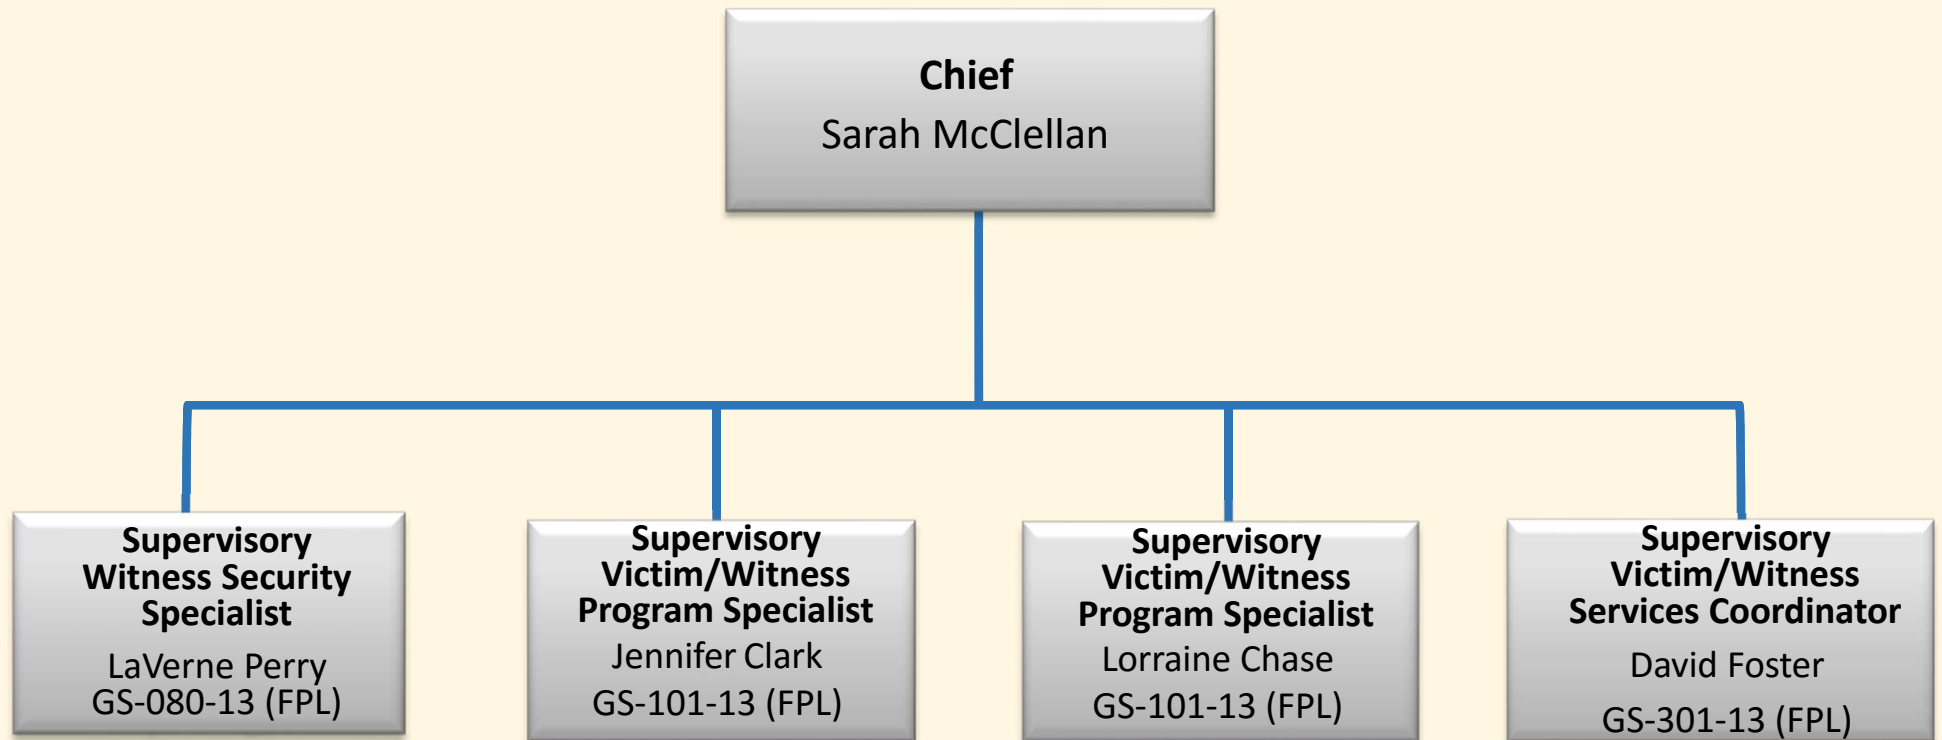 Chief
Sarah McClellan
Supervisory
Witness Security
Specialist
LaVerne Perry
GS-080-13 (FPL)
Supervisory
Victim/Witness
Program Specialist
Jennifer Clark
GS-101-13 (FPL)
Supervisory
Victim/Witness
Program Specialist
Lorraine Chase
GS-101-13 (FPL)
Supervisory
Victim/Witness
Services Coordinator
David Foster
GS-301-13 (FPL)